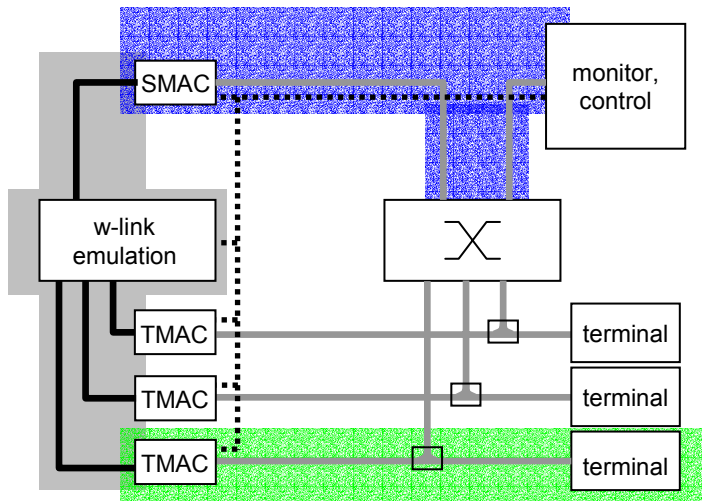 SMAC
monitor,
control
w-link
emulation
TMAC
terminal
TMAC
terminal
TMAC
terminal